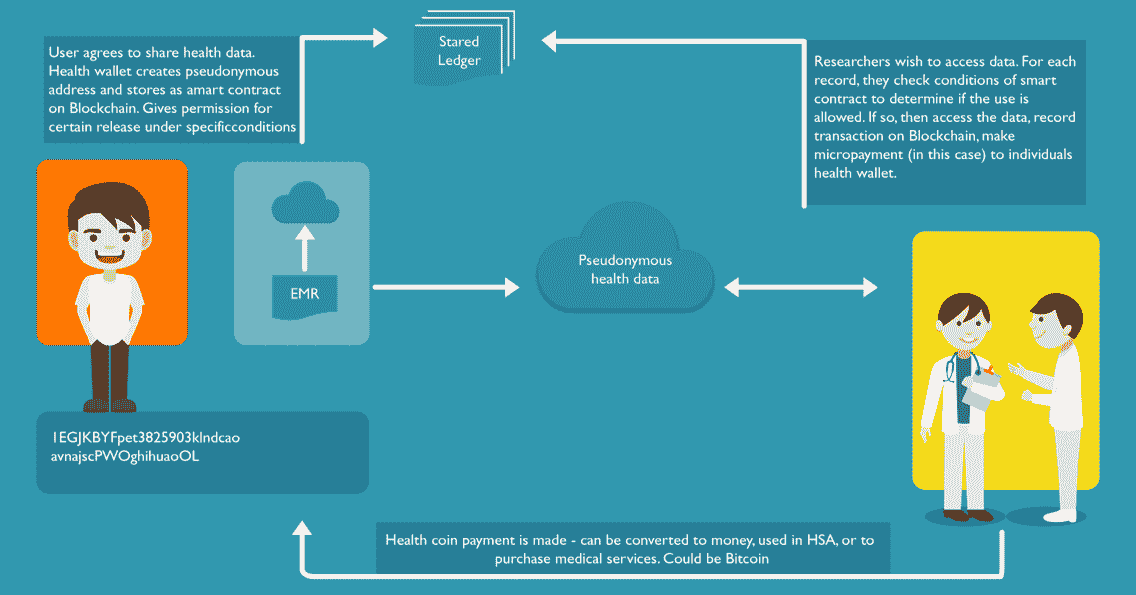 User agrees to share health data.
Health wallet creates pseudonymous
address and stores as amart contract
on Blockchain. Gives permission for
certain release under specificconditions
Stared
Ledger
Researchers wish to access data. For each
record, they check conditions of smart
contract to determine if the use is
allowed. If so, then access the data, record
transaction on Blockchain, make
micropayment (in this case) to individuals
health wallet.
EMR
Pseudonymous
health data
1EGJKBYFpet3825903klndcao
avnajscPWOghihuaoOL
Health coin payment is made - can be converted to money, used in HSA, or to
purchase medical services. Could be Bitcoin